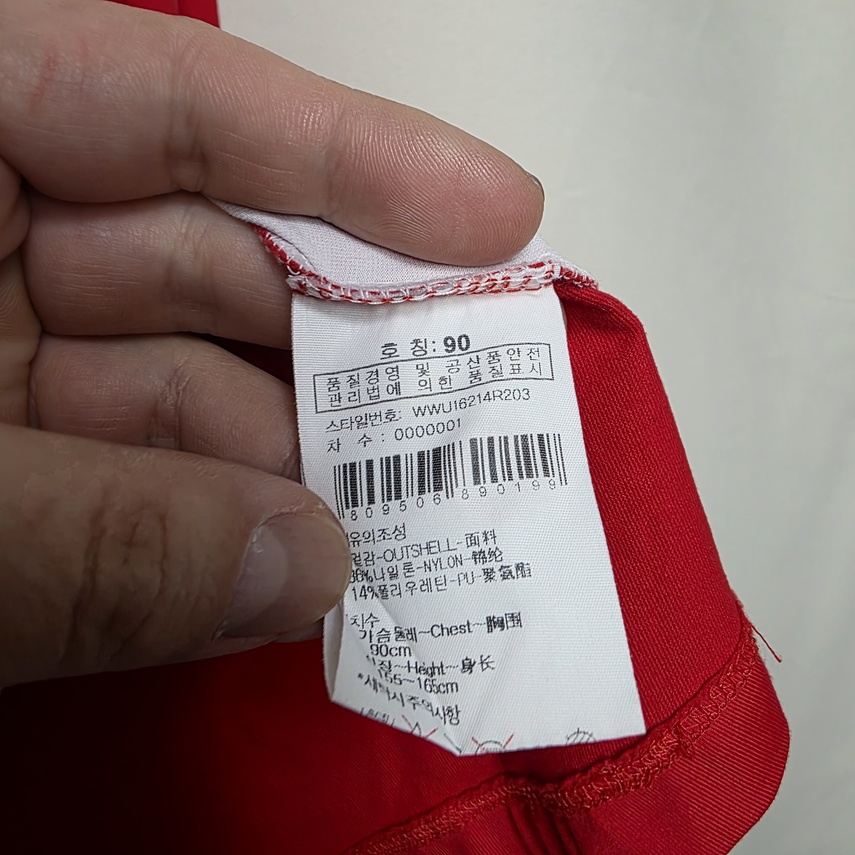 호 칭: 90
품질경영 및 공산품안전
관리법에 의한 품질표시
스타일번호: WWU16214R203
차 수 : 0000001
809506890199
유의조성
겉감-OUTSHELL-面料
나일론-NYLON-锦纶
14%폴리우레탄-PU-聚氨酯
치수
가슴둘레~Chest~胸围
90cm
Height~身长
155~165cm